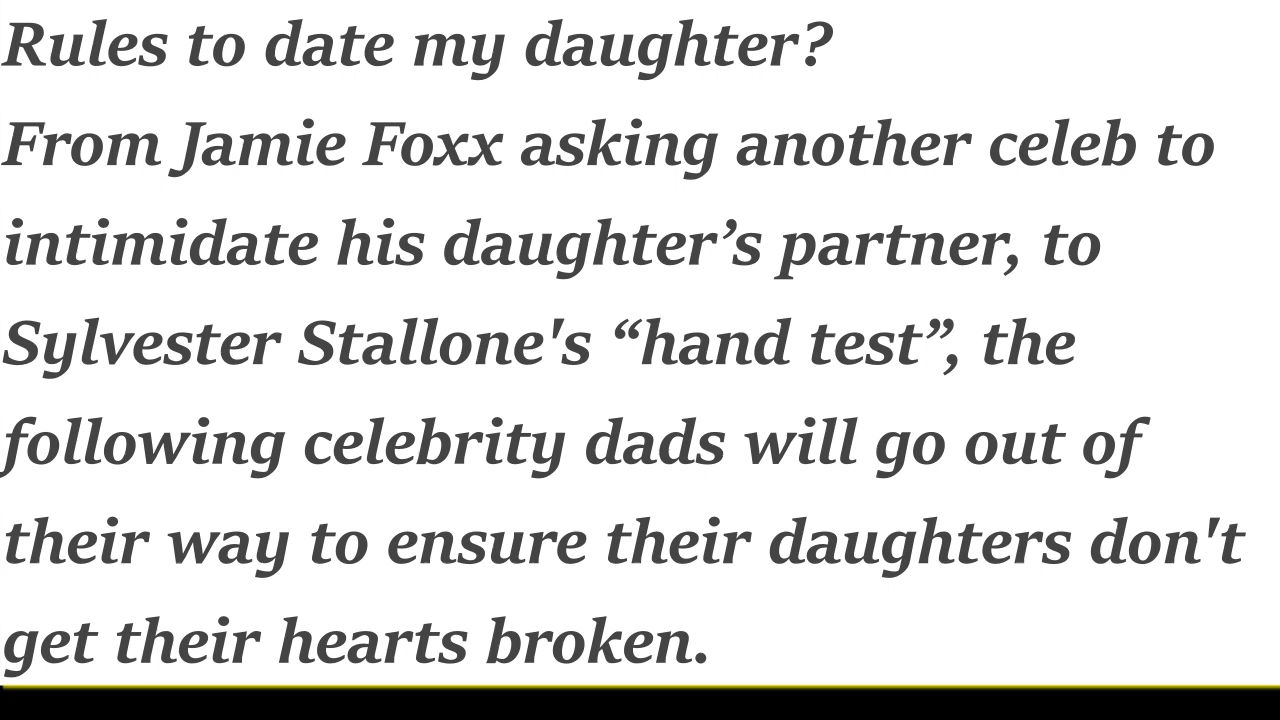 Rules to date my daughter?
From Jamie Foxx asking another celeb to
intimidate his daughter’s partner, to
Sylvester Stallone's “hand test”, the
following celebrity dads will go out of
their way to ensure their daughters don't
get their hearts broken.